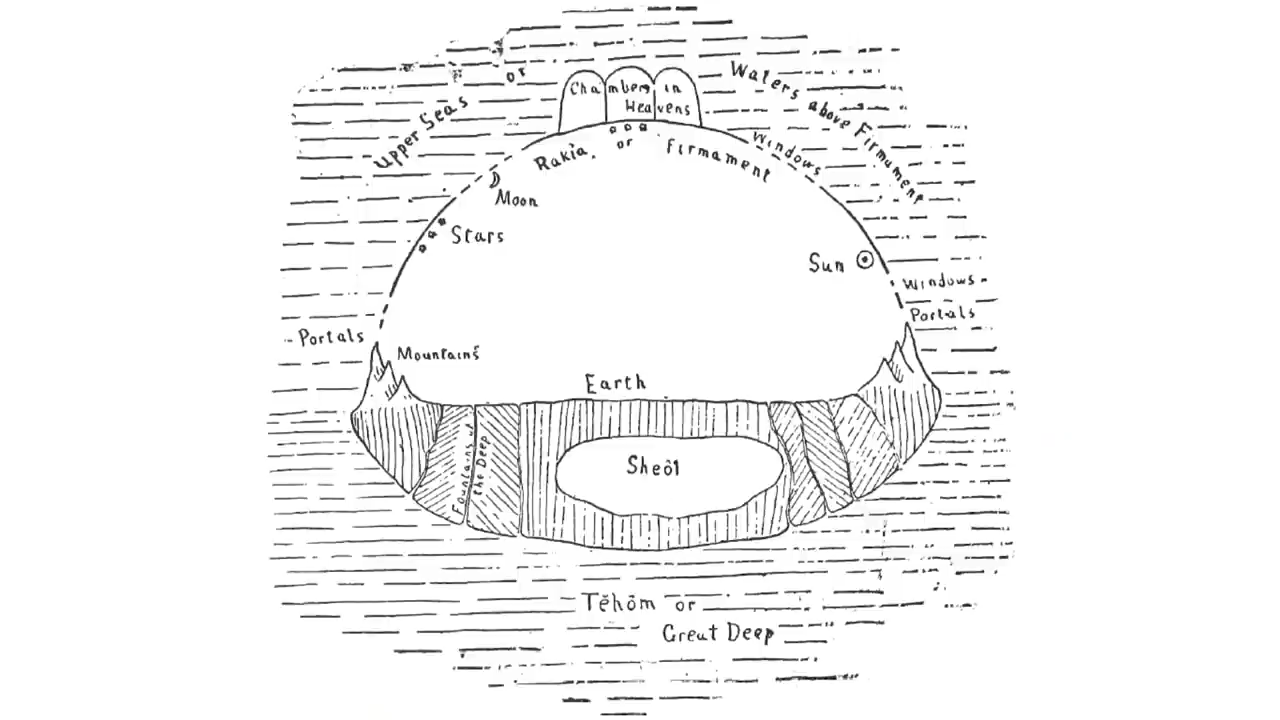 Upper Seas or
Waters above Firmament
Chambers in
Heavens
Rakia or Firmament
Windows
Moon
Stars
Sun
Windows
Portals
Portals
Mountains
Earth
Fountains of
the Deep
Sheôl
Tĕhōm or
Great Deep